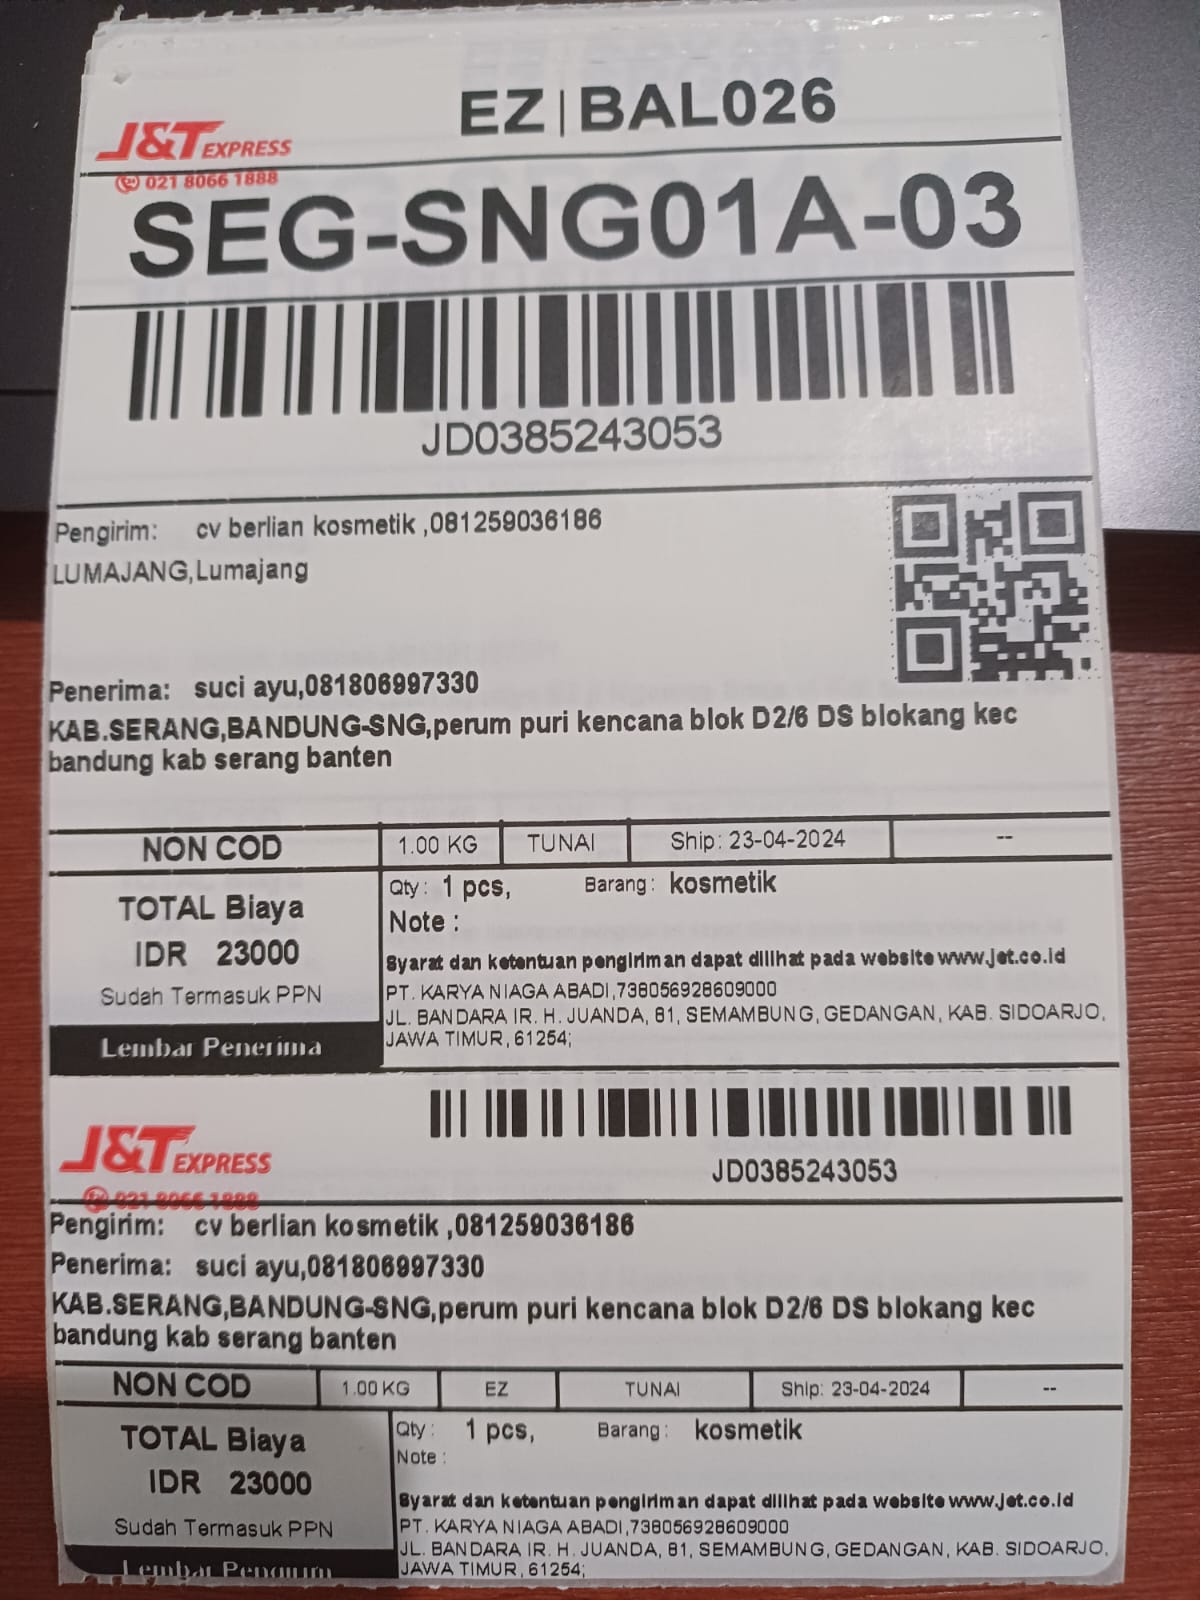 EZ|BAL026
J&T EXPRESS
021 8066 1888
SEG-SNG01A-03
JD0385243053
Pengirim: cv berlian kosmetik ,081259036186
LUMAJANG,Lumajang
Penerima: suci ayu,081806997330
KAB.SERANG,BANDUNG-SNG,perum puri kencana blok D2/6 DS blokang kec
bandung kab serang banten
NON COD 1.00 KG TUNAI Ship: 23-04-2024 --
TOTAL Biaya
IDR 23000
Sudah Termasuk PPN
Lembar Penerima
Qty : 1 pcs, Barang : kosmetik
Note :
Syarat dan ketentuan pengiriman dapat dilihat pada website www.jet.co.id
PT. KARYA NIAGA ABADI,738056928609000
JL. BANDARA IR. H. JUANDA, 81, SEMAMBUNG, GEDANGAN, KAB. SIDOARJO,
JAWA TIMUR, 61254;
J&T EXPRESS
021 8066 1888
JD0385243053
Pengirim: cv berlian kosmetik ,081259036186
Penerima: suci ayu,081806997330
KAB.SERANG,BANDUNG-SNG,perum puri kencana blok D2/6 DS blokang kec
bandung kab serang banten
NON COD 1.00 KG EZ TUNAI Ship: 23-04-2024 --
TOTAL Biaya
IDR 23000
Sudah Termasuk PPN
Lembar Pengirim
Qty : 1 pcs, Barang : kosmetik
Note :
Syarat dan ketentuan pengiriman dapat dilihat pada website www.jet.co.id
PT. KARYA NIAGA ABADI,738056928609000
JL. BANDARA IR. H. JUANDA, 81, SEMAMBUNG, GEDANGAN, KAB. SIDOARJO,
JAWA TIMUR, 61254;